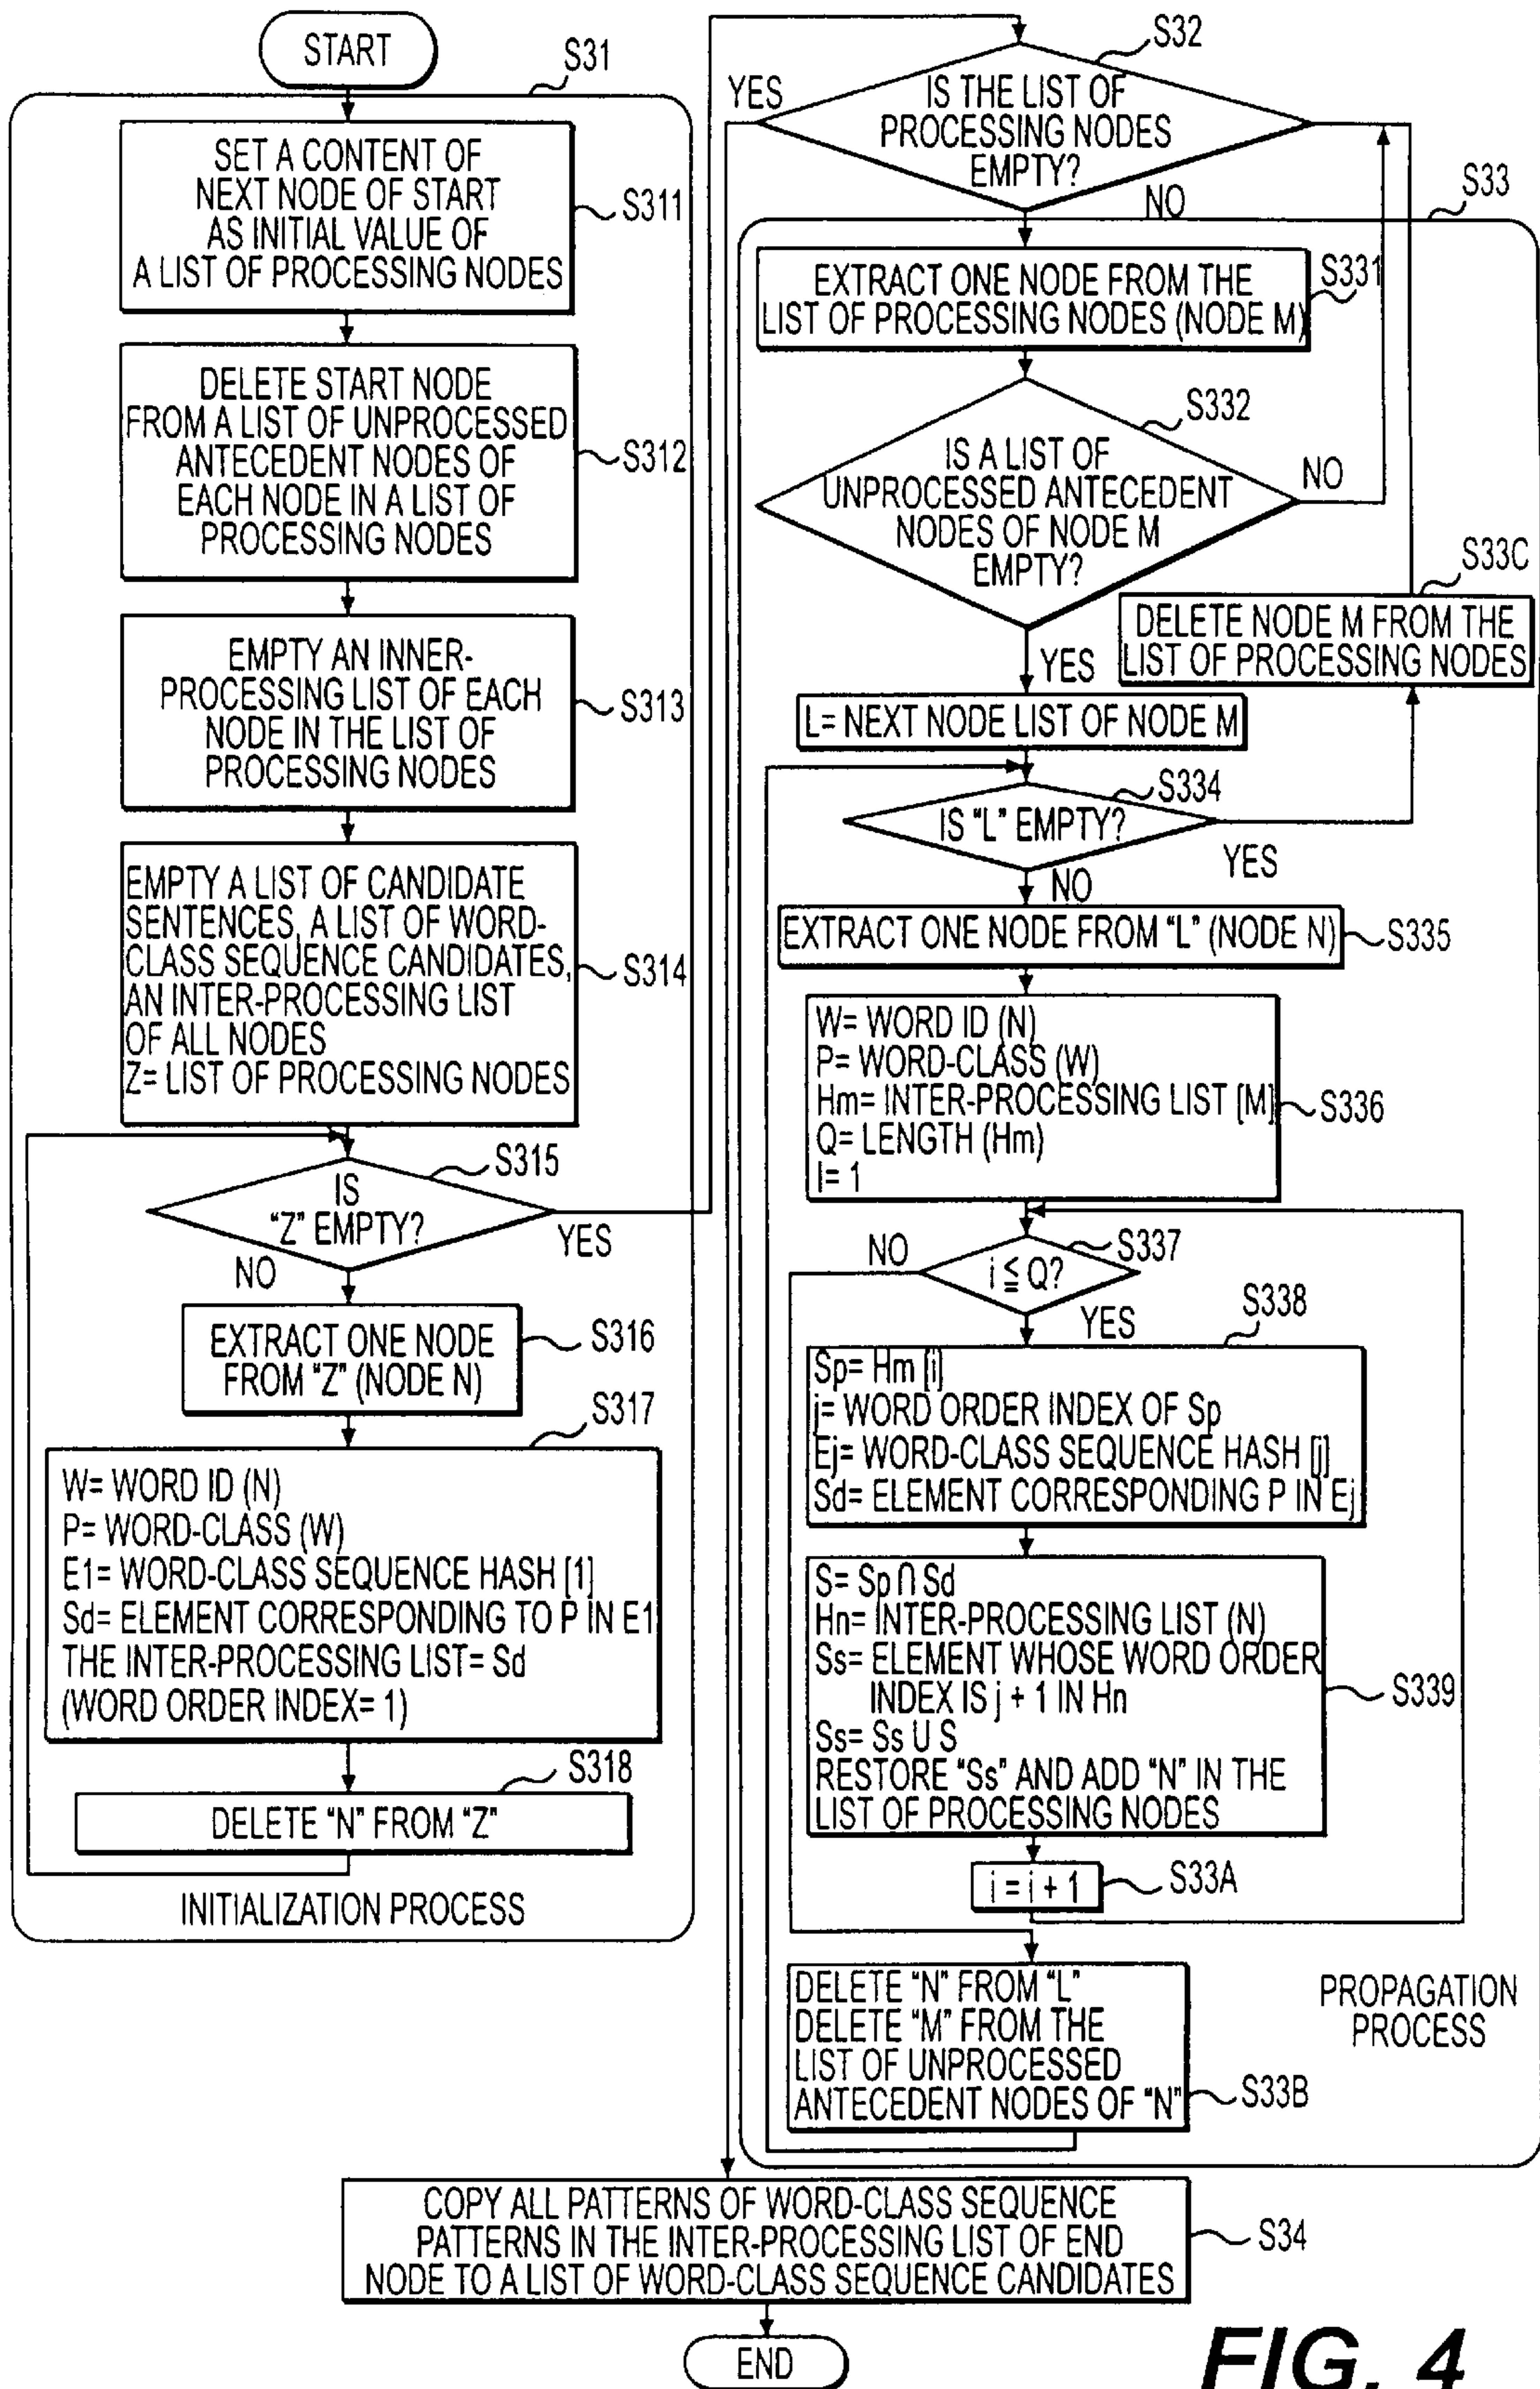 START
S31
SET A CONTENT OF
NEXT NODE OF START
AS INITIAL VALUE OF
A LIST OF PROCESSING NODES
S311
DELETE START NODE
FROM A LIST OF UNPROCESSED
ANTECEDENT NODES OF
EACH NODE IN A LIST OF
PROCESSING NODES
S312
EMPTY AN INNER-
PROCESSING LIST OF EACH
NODE IN THE LIST OF
PROCESSING NODES
S313
EMPTY A LIST OF CANDIDATE
SENTENCES, A LIST OF WORD-
CLASS SEQUENCE CANDIDATES,
AN INTER-PROCESSING LIST
OF ALL NODES
Z= LIST OF PROCESSING NODES
S314
S315
IS
"Z" EMPTY?
YES
NO
EXTRACT ONE NODE
FROM "Z" (NODE N)
S316
S317
W= WORD ID (N)
P= WORD-CLASS (W)
E1= WORD-CLASS SEQUENCE HASH [1]
Sd= ELEMENT CORRESPONDING TO P IN E1
THE INTER-PROCESSING LIST= Sd
(WORD ORDER INDEX= 1)
S318
DELETE "N" FROM "Z"
INITIALIZATION PROCESS
S32
YES
IS THE LIST OF
PROCESSING NODES
EMPTY?
NO
S33
EXTRACT ONE NODE FROM THE
LIST OF PROCESSING NODES (NODE M)
S331
S332
IS A LIST OF
UNPROCESSED ANTECEDENT
NODES OF NODE M
EMPTY?
NO
YES
S33C
DELETE NODE M FROM THE
LIST OF PROCESSING NODES
L= NEXT NODE LIST OF NODE M
S334
IS "L" EMPTY?
YES
NO
EXTRACT ONE NODE FROM "L" (NODE N)
S335
W= WORD ID (N)
P= WORD-CLASS (W)
Hm= INTER-PROCESSING LIST [M]
Q= LENGTH (Hm)
I= 1
S336
NO
S337
i ≦ Q?
YES
S338
Sp= Hm [i]
j= WORD ORDER INDEX OF Sp
Ej= WORD-CLASS SEQUENCE HASH [j]
Sd= ELEMENT CORRESPONDING P IN Ej
S= Sp ∩ Sd
Hn= INTER-PROCESSING LIST (N)
Ss= ELEMENT WHOSE WORD ORDER
INDEX IS j + 1 IN Hn
Ss= Ss U S
RESTORE "Ss" AND ADD "N" IN THE
LIST OF PROCESSING NODES
S339
i = i + 1
S33A
DELETE "N" FROM "L"
DELETE "M" FROM THE
LIST OF UNPROCESSED
ANTECEDENT NODES OF "N"
S33B
PROPAGATION
PROCESS
COPY ALL PATTERNS OF WORD-CLASS SEQUENCE
PATTERNS IN THE INTER-PROCESSING LIST OF END
NODE TO A LIST OF WORD-CLASS SEQUENCE CANDIDATES
S34
END
FIG. 4